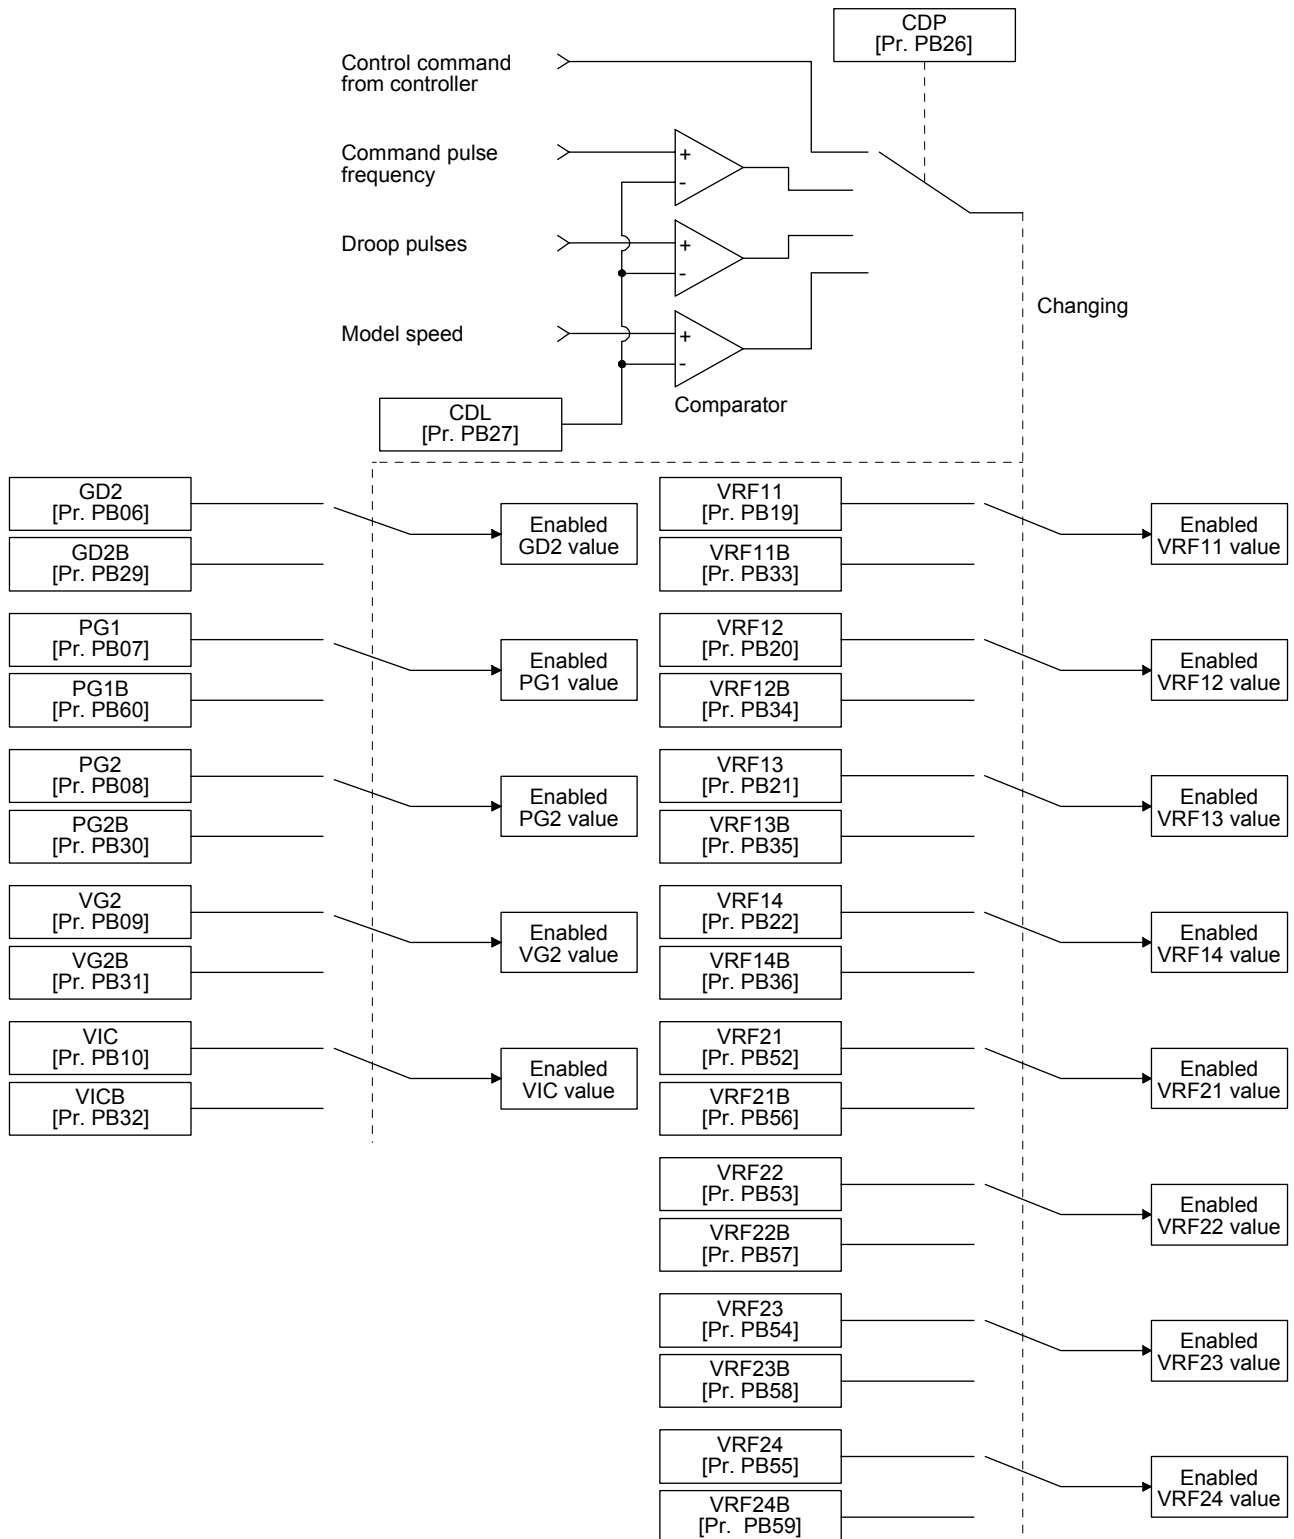 CDP
[Pr. PB26]
Control command
from controller
Command pulse
frequency
+
-
Droop pulses
+
-
Changing
Model speed
+
-
Comparator
CDL
[Pr. PB27]
GD2
[Pr. PB06]
GD2B
[Pr. PB29]
Enabled
GD2 value
PG1
[Pr. PB07]
PG1B
[Pr. PB60]
Enabled
PG1 value
PG2
[Pr. PB08]
PG2B
[Pr. PB30]
Enabled
PG2 value
VG2
[Pr. PB09]
VG2B
[Pr. PB31]
Enabled
VG2 value
VIC
[Pr. PB10]
VICB
[Pr. PB32]
Enabled
VIC value
VRF11
[Pr. PB19]
VRF11B
[Pr. PB33]
Enabled
VRF11 value
VRF12
[Pr. PB20]
VRF12B
[Pr. PB34]
Enabled
VRF12 value
VRF13
[Pr. PB21]
VRF13B
[Pr. PB35]
Enabled
VRF13 value
VRF14
[Pr. PB22]
VRF14B
[Pr. PB36]
Enabled
VRF14 value
VRF21
[Pr. PB52]
VRF21B
[Pr. PB56]
Enabled
VRF21 value
VRF22
[Pr. PB53]
VRF22B
[Pr. PB57]
Enabled
VRF22 value
VRF23
[Pr. PB54]
VRF23B
[Pr. PB58]
Enabled
VRF23 value
VRF24
[Pr. PB55]
VRF24B
[Pr. PB59]
Enabled
VRF24 value